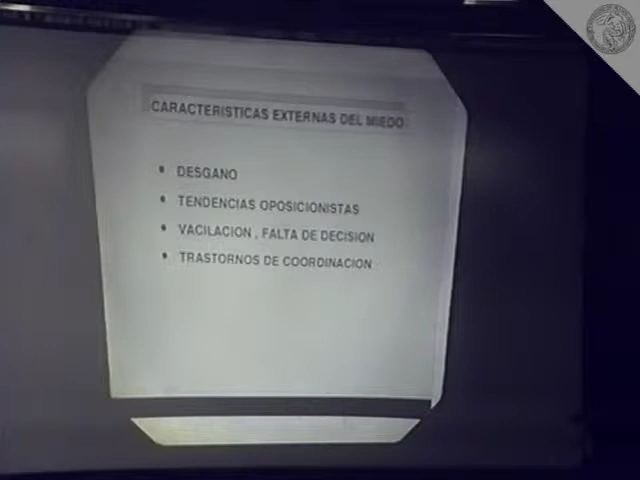 CARACTERISTICAS EXTERNAS DEL MIEDO
• DESGANO
• TENDENCIAS OPOSICIONISTAS
• VACILACION , FALTA DE DECISION
• TRASTORNOS DE COORDINACION